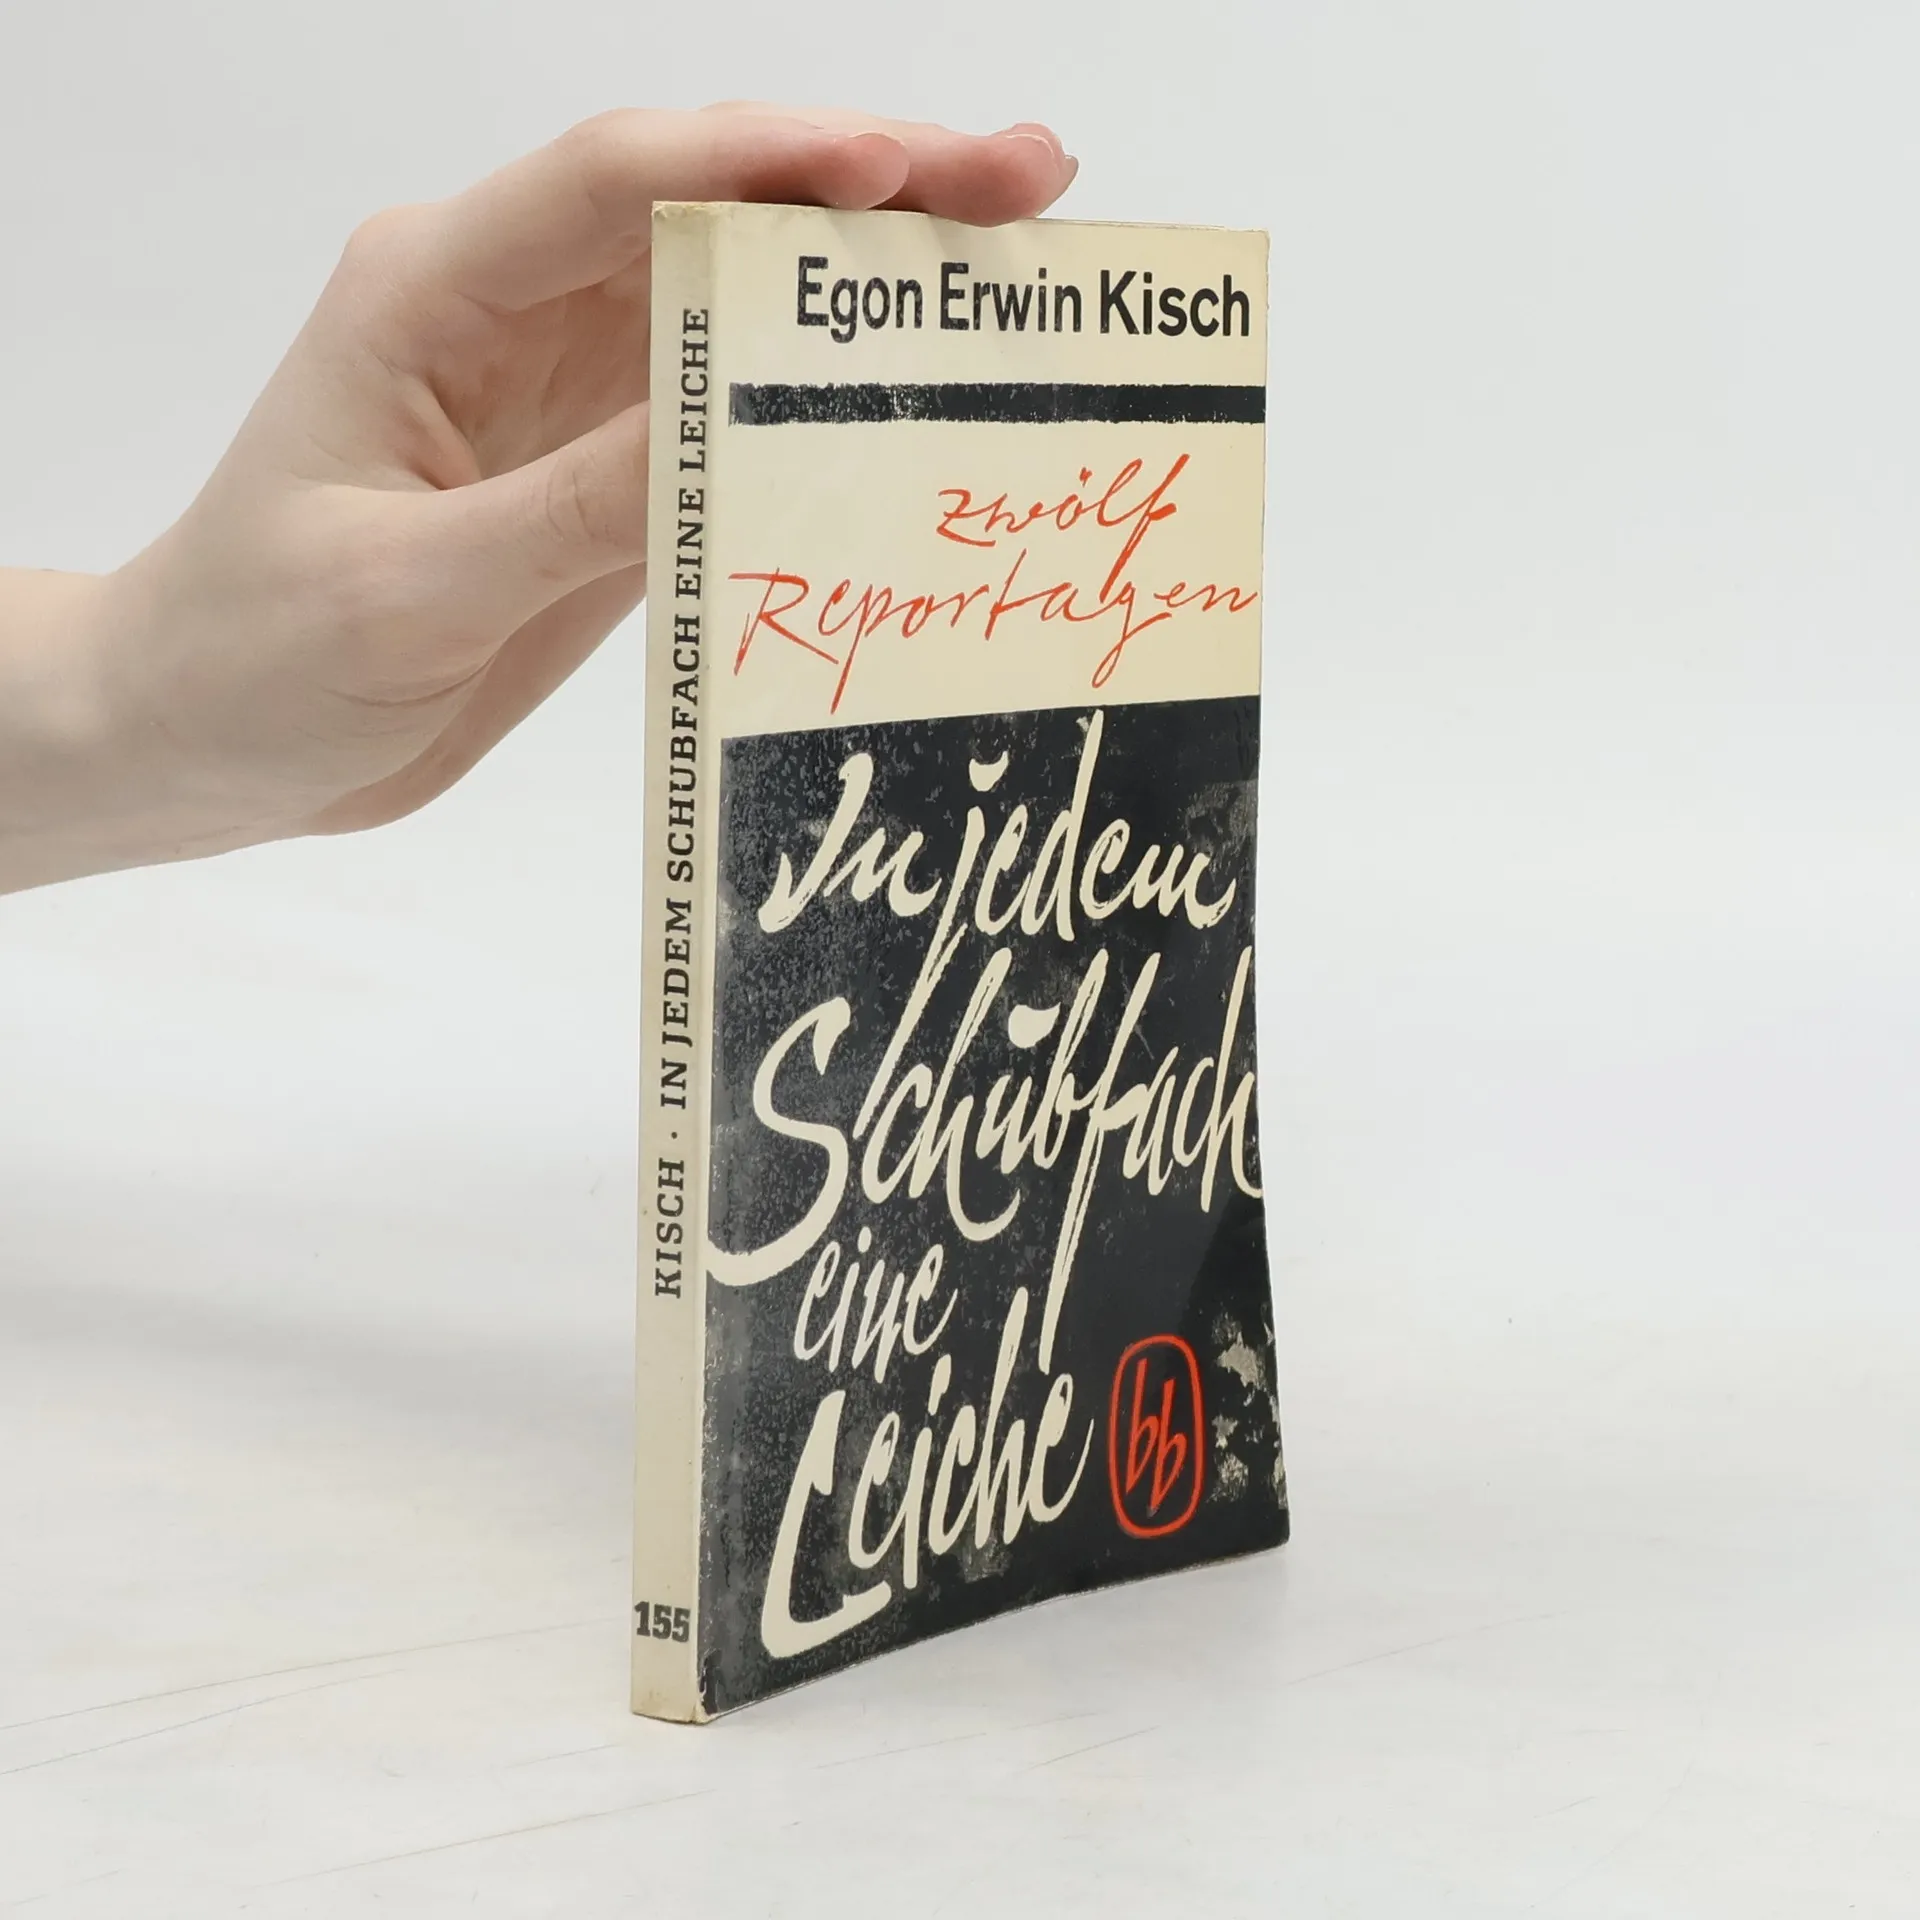 KISCH · IN JEDEM SCHUBFACH EINE LEICHE
155
Egon Erwin Kisch
zwölf
Reportagen
In jedem
Schubfach
eine
Leiche
bb